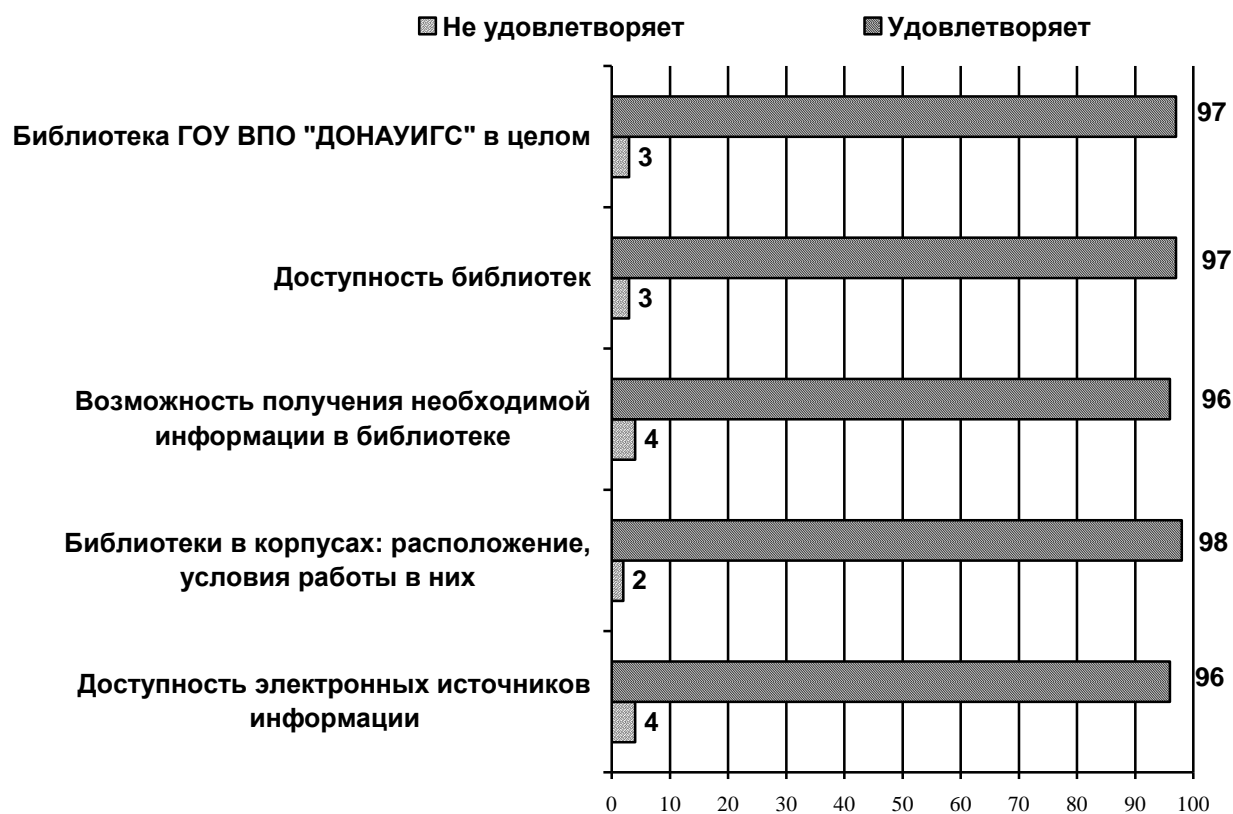 Не удовлетворяет Удовлетворяет
Библиотека ГОУ ВПО "ДОНАУИГС" в целом
97
3
Доступность библиотек
97
3
Возможность получения необходимой
информации в библиотеке
96
4
Библиотеки в корпусах: расположение,
условия работы в них
98
2
Доступность электронных источников
информации
96
4
0 10 20 30 40 50 60 70 80 90 100